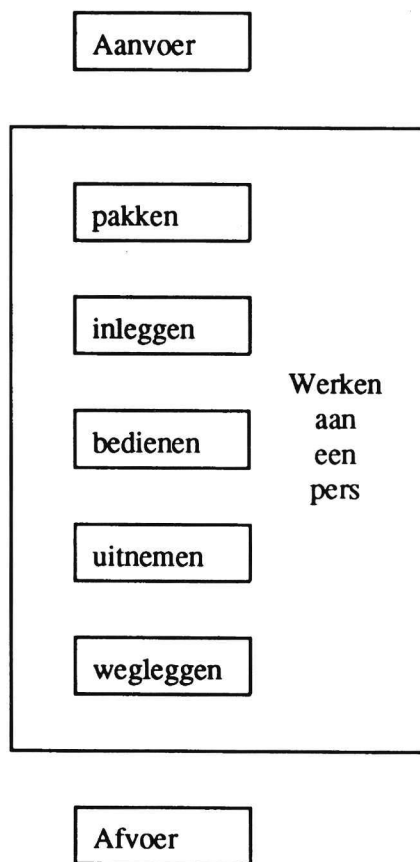 Aanvoer
pakken
inleggen
bedienen
uitnemen
wegleggen
Werken
aan
een
pers
Afvoer